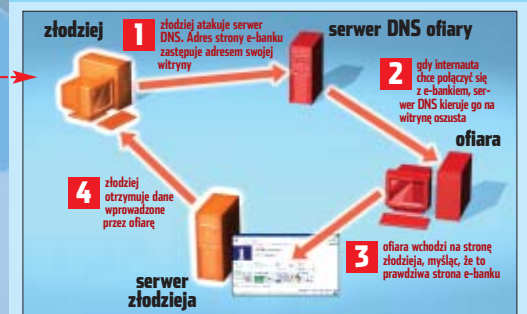 złodziej
1
złodziej atakuje serwer
DNS. Adres strony e-banku
zastępuje adresem swojej
witryny
serwer DNS ofiary
2
gdy internauta
chce połączyć się
z e-bankiem, ser-
wer DNS kieruje go na
witrynę oszusta
ofiara
3
ofiara wchodzi na stronę
złodzieja, myśląc, że to
prawdziwa strona e-banku
serwer
złodzieja
4
złodziej
otrzymuje dane
wprowadzone
przez ofiarę